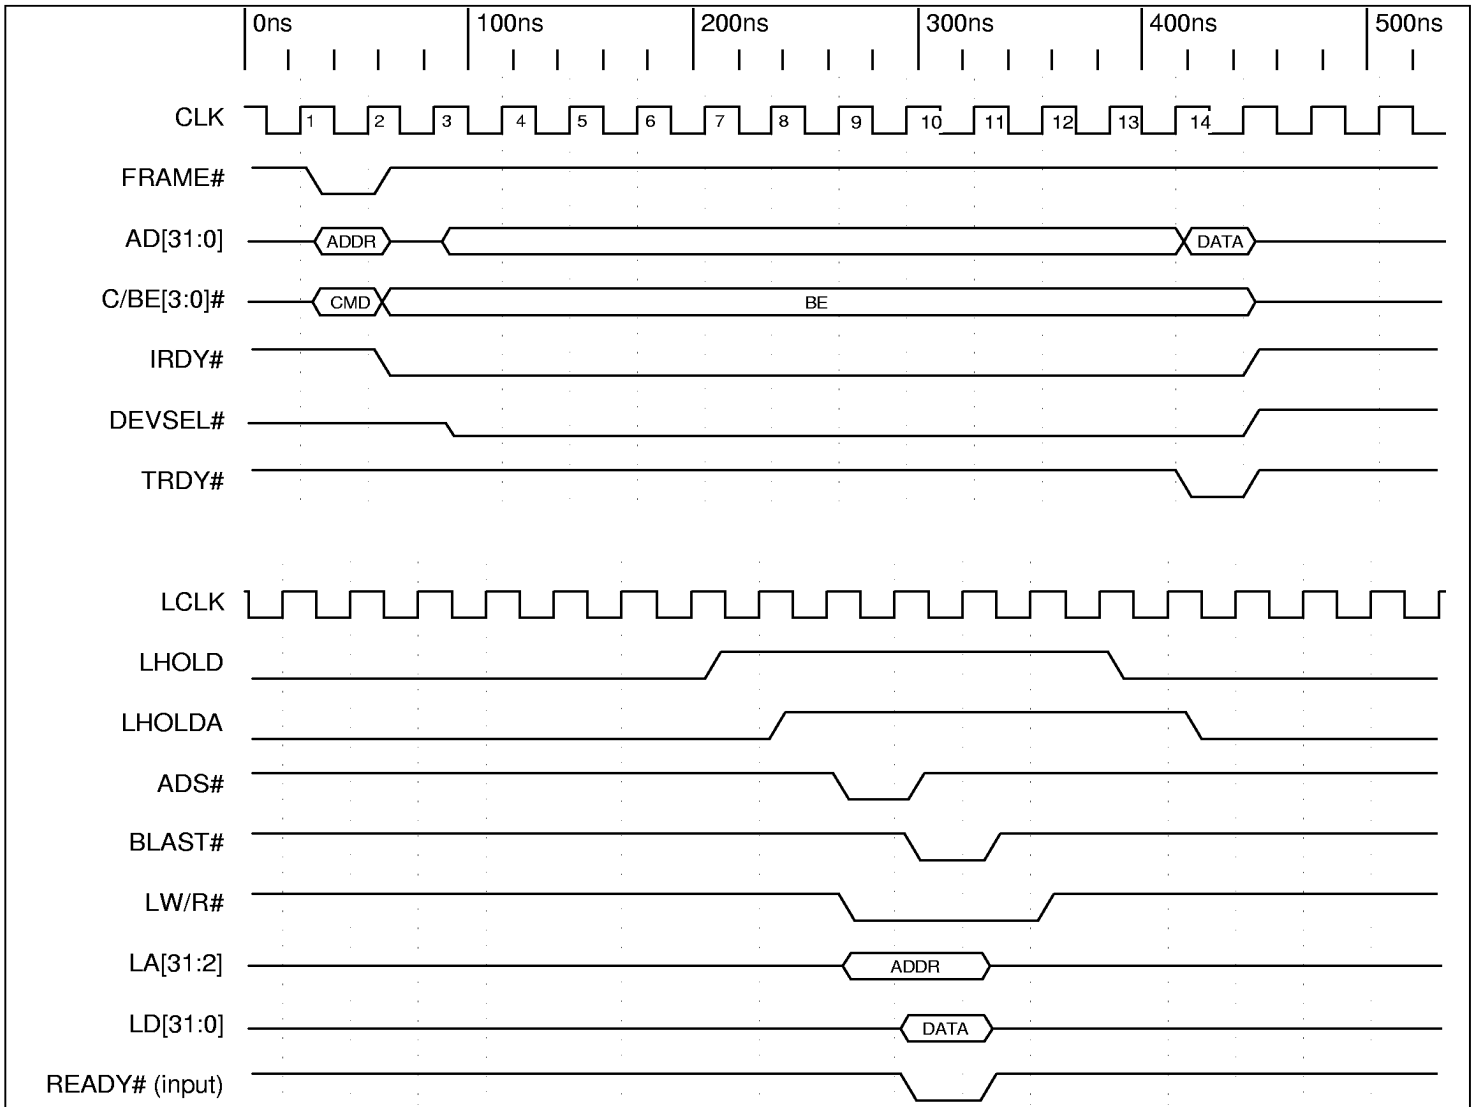 0ns 100ns 200ns 300ns 400ns 500ns
CLK 1 2 3 4 5 6 7 8 9 10 11 12 13 14
FRAME#
AD[31:0] ADDR DATA
C/BE[3:0]# CMD BE
IRDY#
DEVSEL#
TRDY#
LCLK
LHOLD
LHOLDA
ADS#
BLAST#
LW/R#
LA[31:2] ADDR
LD[31:0] DATA
READY# (input)